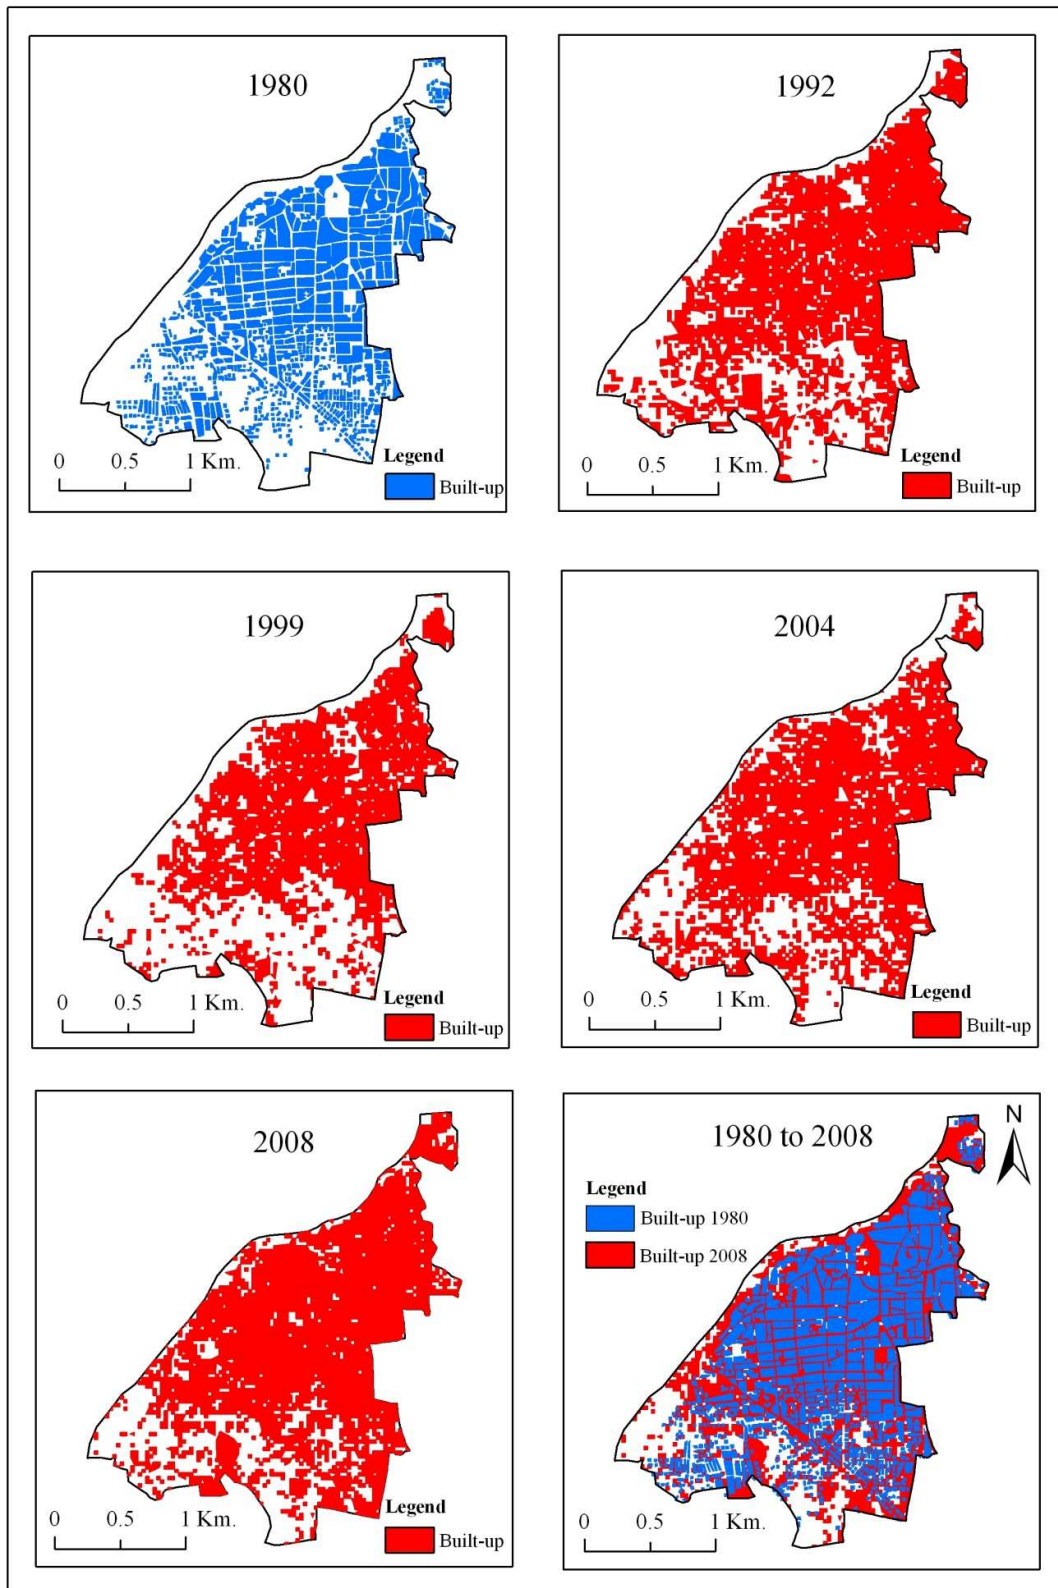 1980
0 0.5 1 Km.
Legend
Built-up
1992
0 0.5 1 Km.
Legend
Built-up
1999
0 0.5 1 Km.
Legend
Built-up
2004
0 0.5 1 Km.
Legend
Built-up
2008
0 0.5 1 Km.
Legend
Built-up
1980 to 2008
N
Legend
Built-up 1980
Built-up 2008
0 0.5 1 Km.